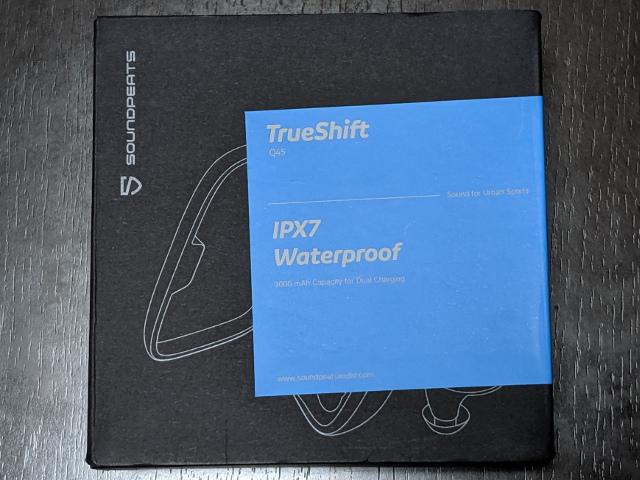 SOUNDPEATS
TrueShift
Q45
Sound for Urban Sports
IPX7
Waterproof
3000 mAh Capacity for Dual Charging
www.soundpeatsaudio.com